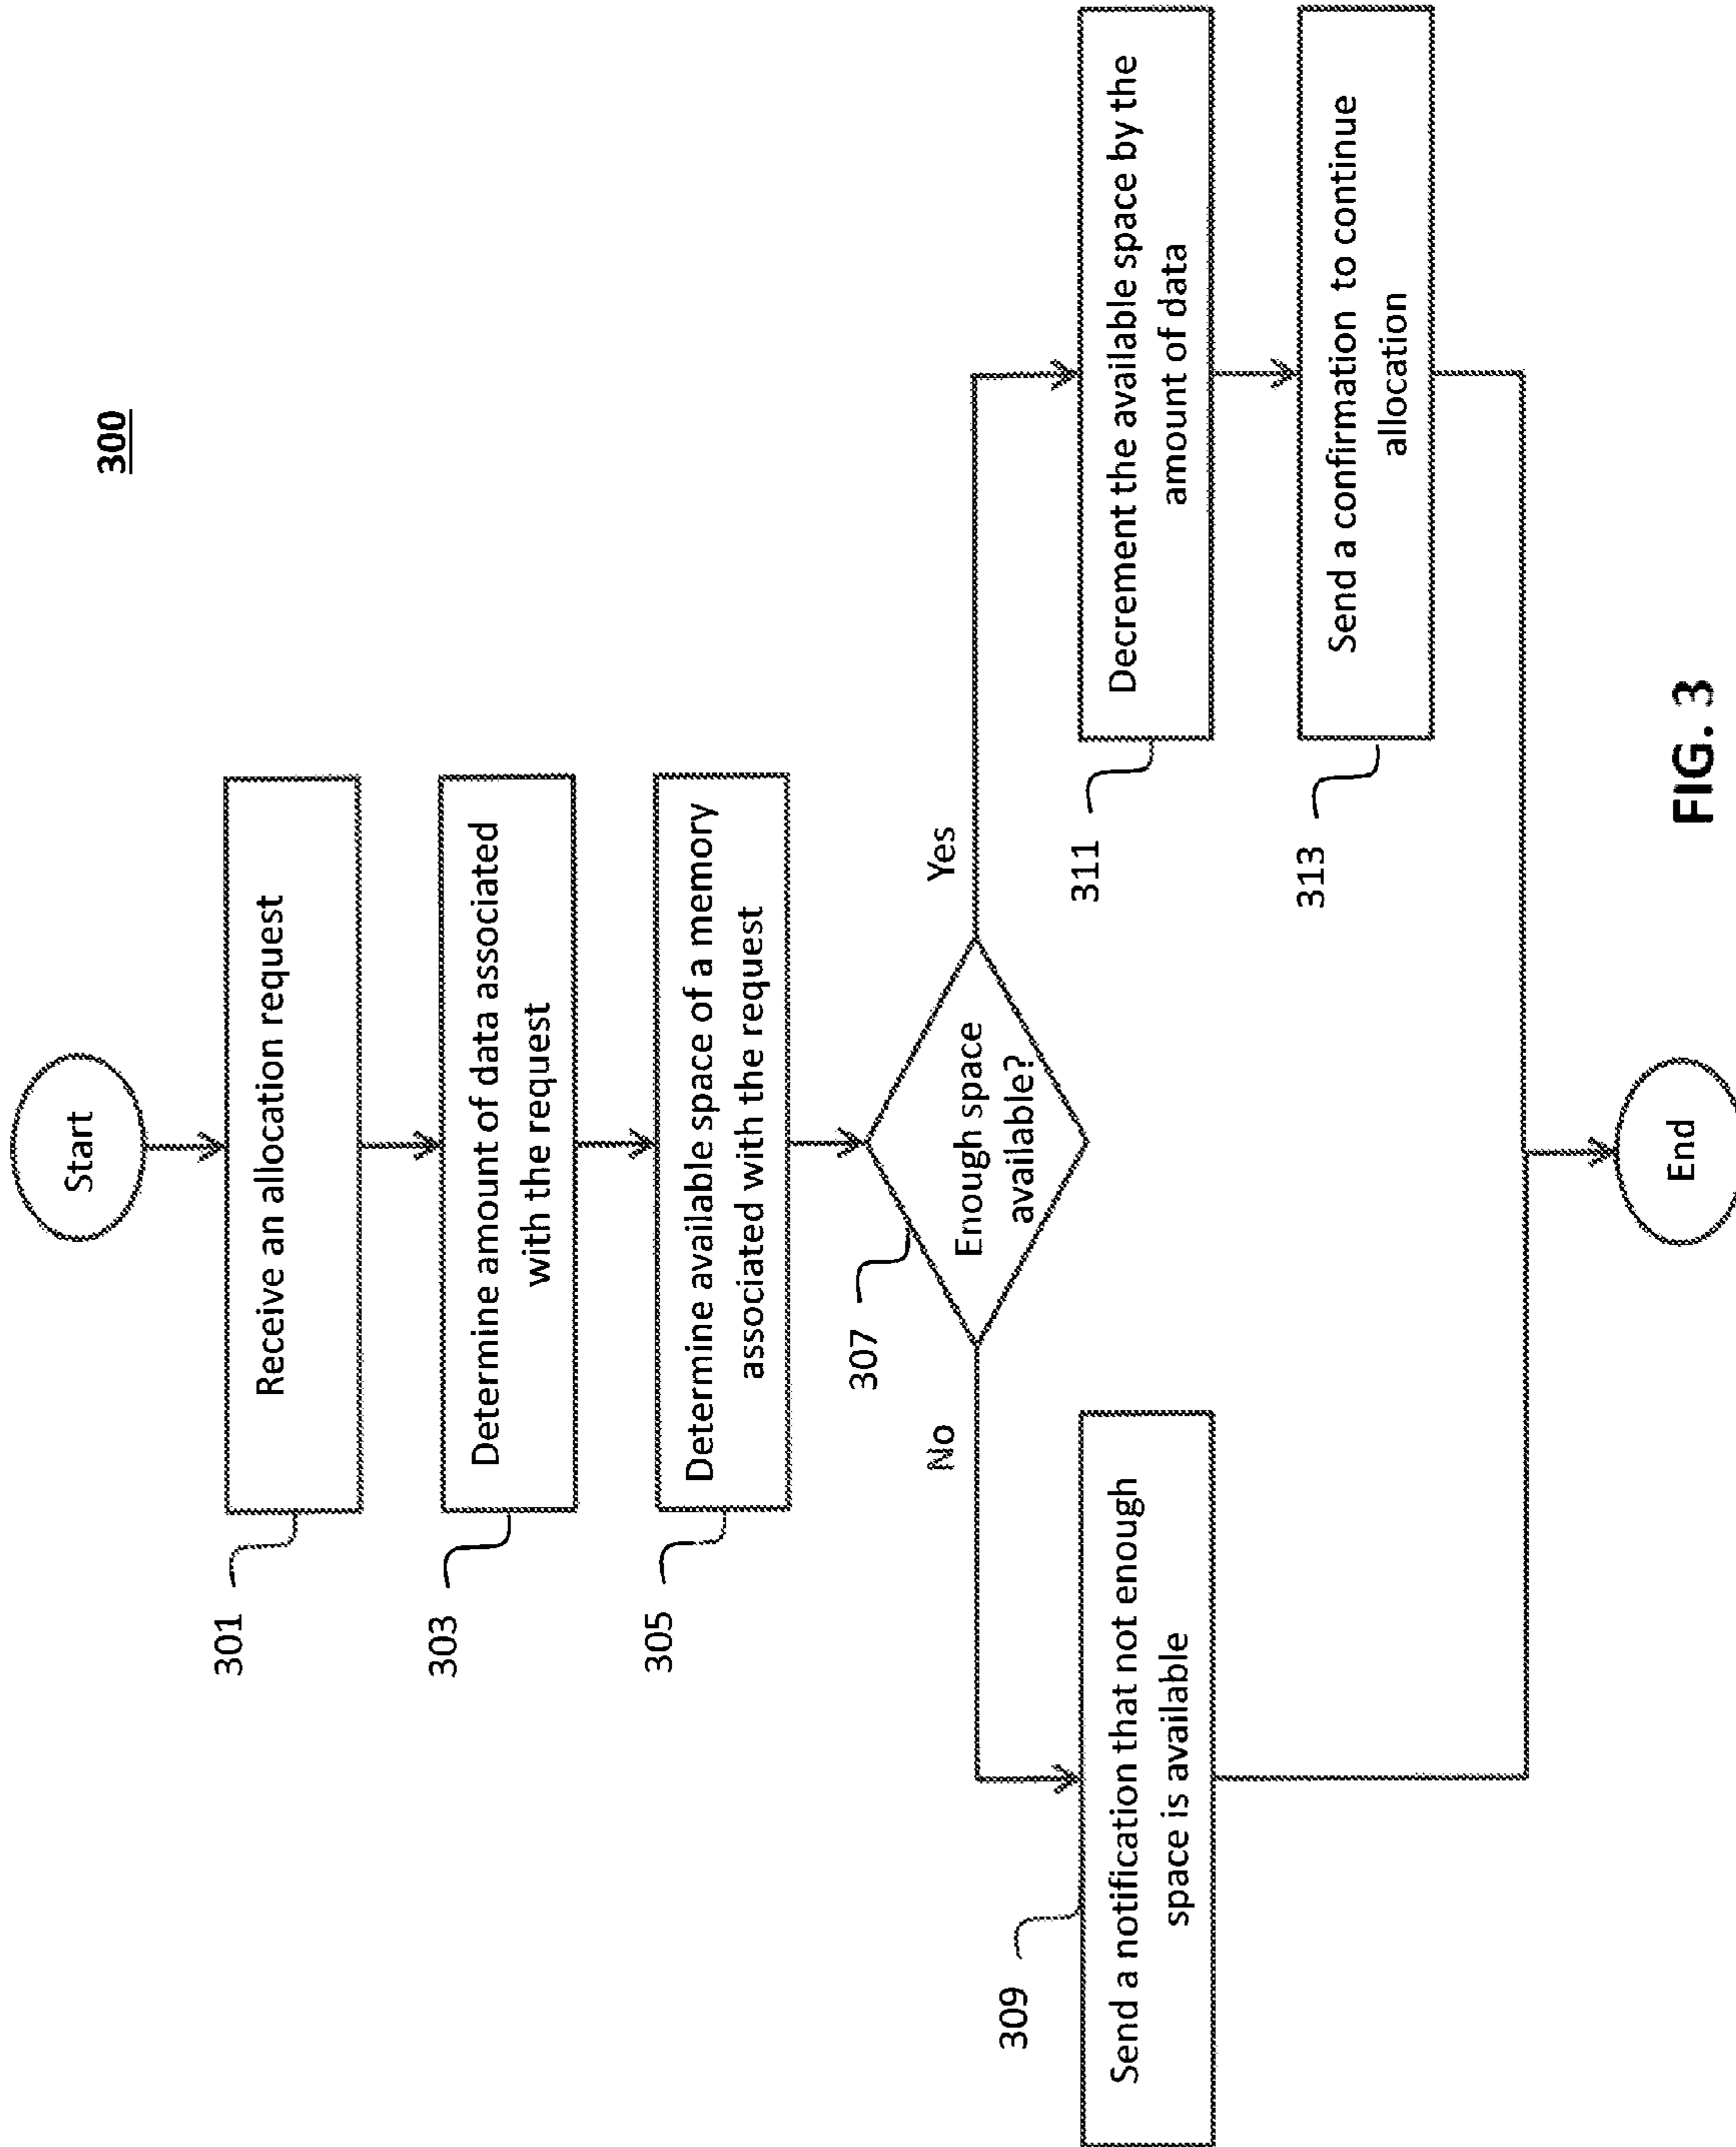 300
Start
301
Receive an allocation request
303
Determine amount of data associated
with the request
305
Determine available space of a memory
associated with the request
307
Enough space
available?
No
Yes
309
Send a notification that not enough
space is available
311
Decrement the available space by the
amount of data
313
Send a confirmation to continue
allocation
End
FIG. 3